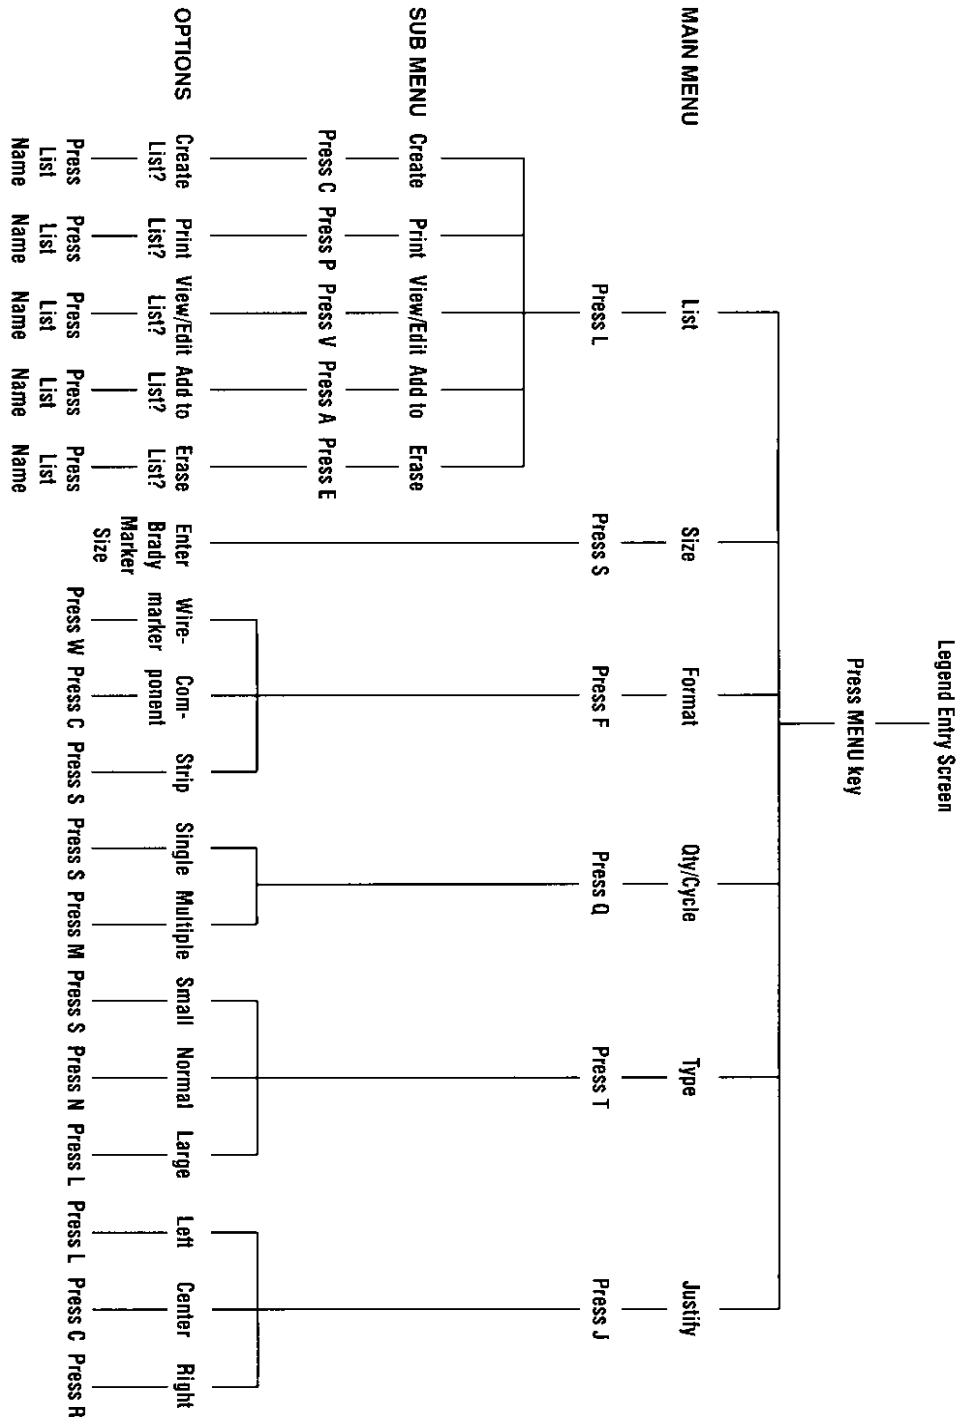 Legend Entry Screen
Press MENU key
MAIN MENU
List
Size
Format
Qty/Cycle
Type
Justify
Press L
Press S
Press F
Press Q
Press T
Press J
SUB MENU
Create
Print
View/Edit
Add to
Erase
Press C
Press P
Press V
Press A
Press E
OPTIONS
Create
List?
Print
List?
View/Edit
List?
Add to
List?
Erase
List?
Enter
Brady
Marker
Size
Wire-
marker
Com-
ponent
Strip
Single
Multiple
Small
Normal
Large
Left
Center
Right
Press
List
Name
Press
List
Name
Press
List
Name
Press
List
Name
Press
List
Name
Press W
Press C
Press S
Press S
Press M
Press S
Press N
Press L
Press L
Press C
Press R